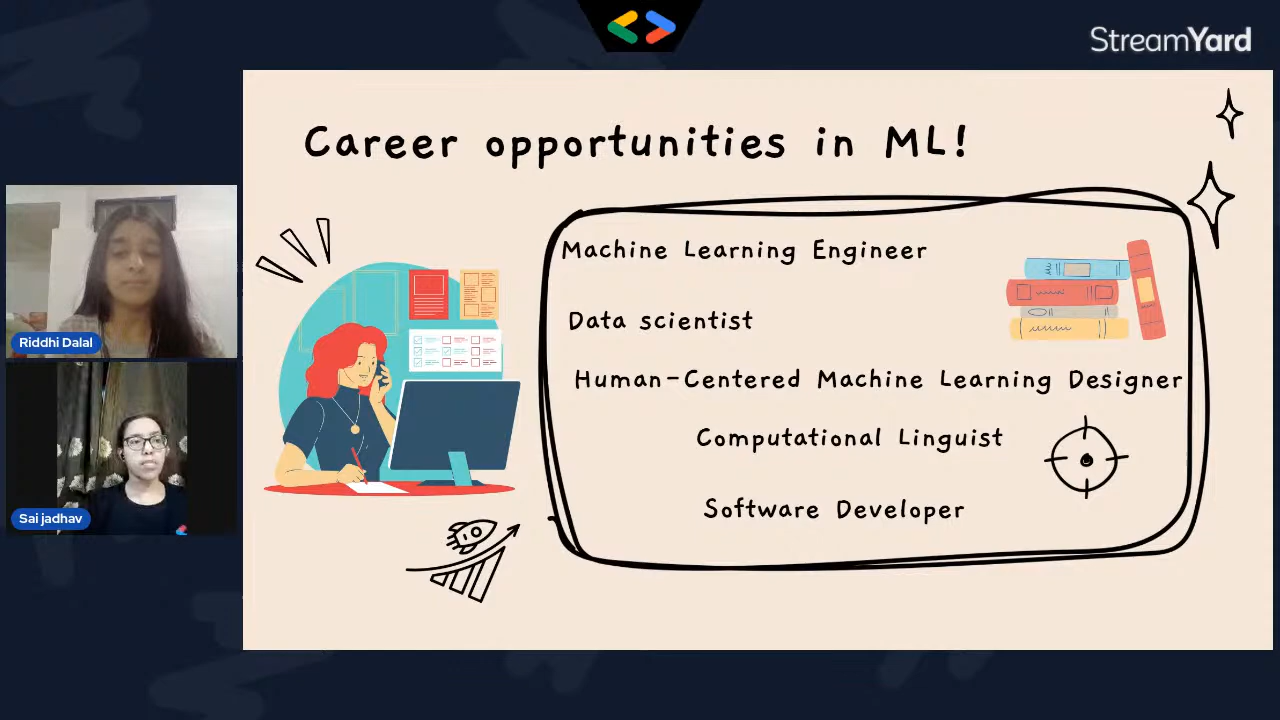 StreamYard
Career opportunities in ML!
Machine Learning Engineer
Data scientist
Human-Centered Machine Learning Designer
Computational Linguist
Software Developer
Riddhi Dalal
Sai jadhav